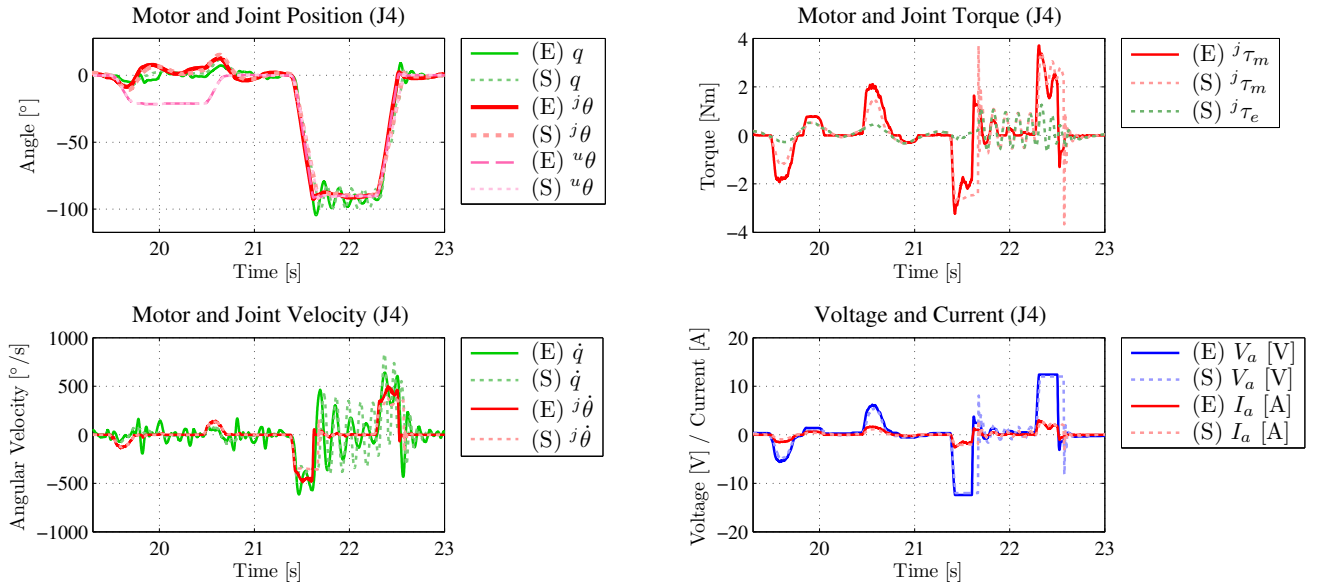 Motor and Joint Position (J4)
0
−50
−100
Angle [°]
20
21
22
23
Time [s]
(E) q
(S) q
(E) ʲθ
(S) ʲθ
(E) ᵘθ
(S) ᵘθ
Motor and Joint Torque (J4)
4
2
0
−2
−4
Torque [Nm]
20
21
22
23
Time [s]
(E) ʲτₘ
(S) ʲτₘ
(S) ʲτₑ
Motor and Joint Velocity (J4)
1000
500
0
−500
−1000
Angular Velocity [°/s]
20
21
22
23
Time [s]
(E) q̇
(S) q̇
(E) ʲθ̇
(S) ʲθ̇
Voltage and Current (J4)
20
10
0
−10
−20
Voltage [V] / Current [A]
20
21
22
23
Time [s]
(E) Vₐ [V]
(S) Vₐ [V]
(E) Iₐ [A]
(S) Iₐ [A]